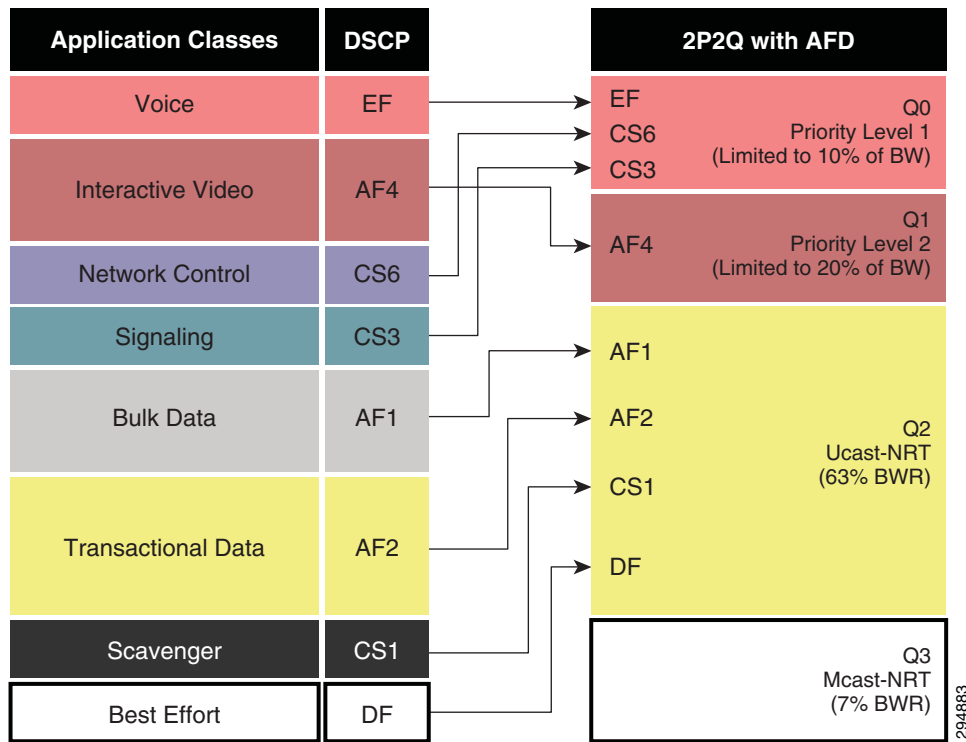 Application Classes
DSCP
2P2Q with AFD
Voice
EF
Interactive Video
AF4
Network Control
CS6
Signaling
CS3
Bulk Data
AF1
Transactional Data
AF2
Scavenger
CS1
Best Effort
DF
EF
CS6
CS3
Q0
Priority Level 1
(Limited to 10% of BW)
AF4
Q1
Priority Level 2
(Limited to 20% of BW)
AF1
AF2
CS1
DF
Q2
Ucast-NRT
(63% BWR)
Q3
Mcast-NRT
(7% BWR)
294883